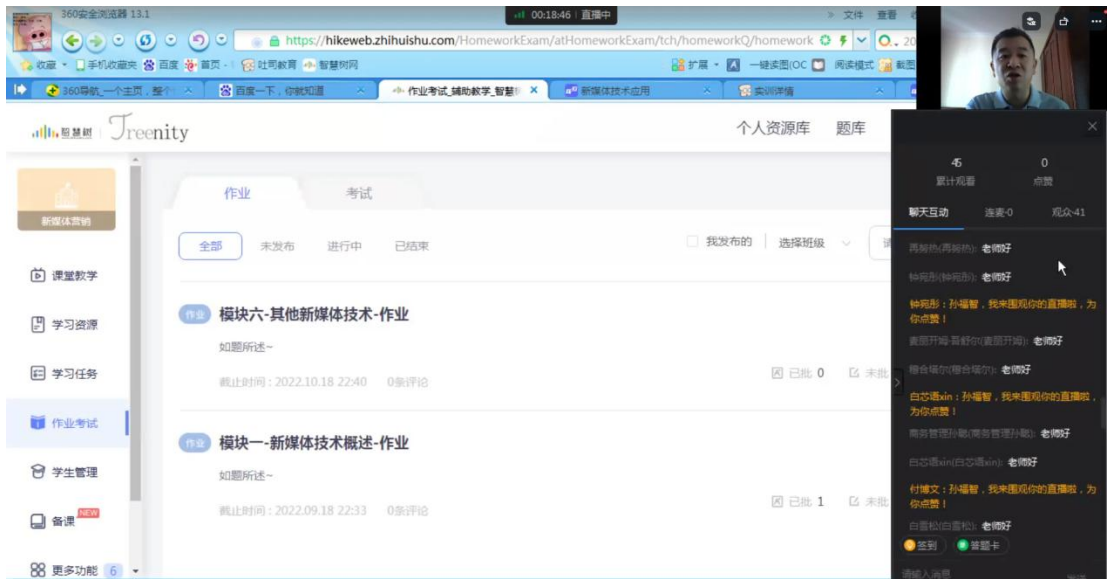 360安全浏览器 13.1
00:18:46 直播中
文件 查看
https://hikeweb.zhihuishu.com/HomeworkExam/atHomeworkExam/tch/homeworkQ/homework
收藏 手机收藏夹 百度 首页 吐司教育 智慧树网
扩展 一键读图(OC 阅读模式 截图
360导航_一个主页，整个
百度一下，你就知道
作业考试_辅助教学_智慧
新媒体技术应用
实训详情
智慧树 Treenity
个人资源库 题库
新媒体营销
课堂教学
学习资源
学习任务
作业考试
学生管理
备课 NEW
更多功能 6
作业 考试
全部 未发布 进行中 已结束
我发布的 选择班级
作业 模块六-其他新媒体技术-作业
如题所述~
截止时间：2022.10.18 22:40 0条评论
已批 0 未批
作业 模块一-新媒体技术概述-作业
如题所述~
截止时间：2022.09.18 22:33 0条评论
已批 1 未批
45 0
累计观看 点赞
聊天互动 连麦·0 观众·41
再努热(再努热): 老师好
钟宛彤(钟宛彤): 老师好
钟宛彤：孙福智，我来围观你的直播啦，为
你点赞！
老师好
穆合塔尔(穆合塔尔): 老师好
白芯语xin：孙福智，我来围观你的直播啦，
为你点赞！
商务管理孙聪(商务管理孙聪): 老师好
白芯语xin(白芯语xin): 老师好
付博文：孙福智，我来围观你的直播啦，为
你点赞！
白雪松(白雪松): 老师好
签到 答题卡
请输入消息